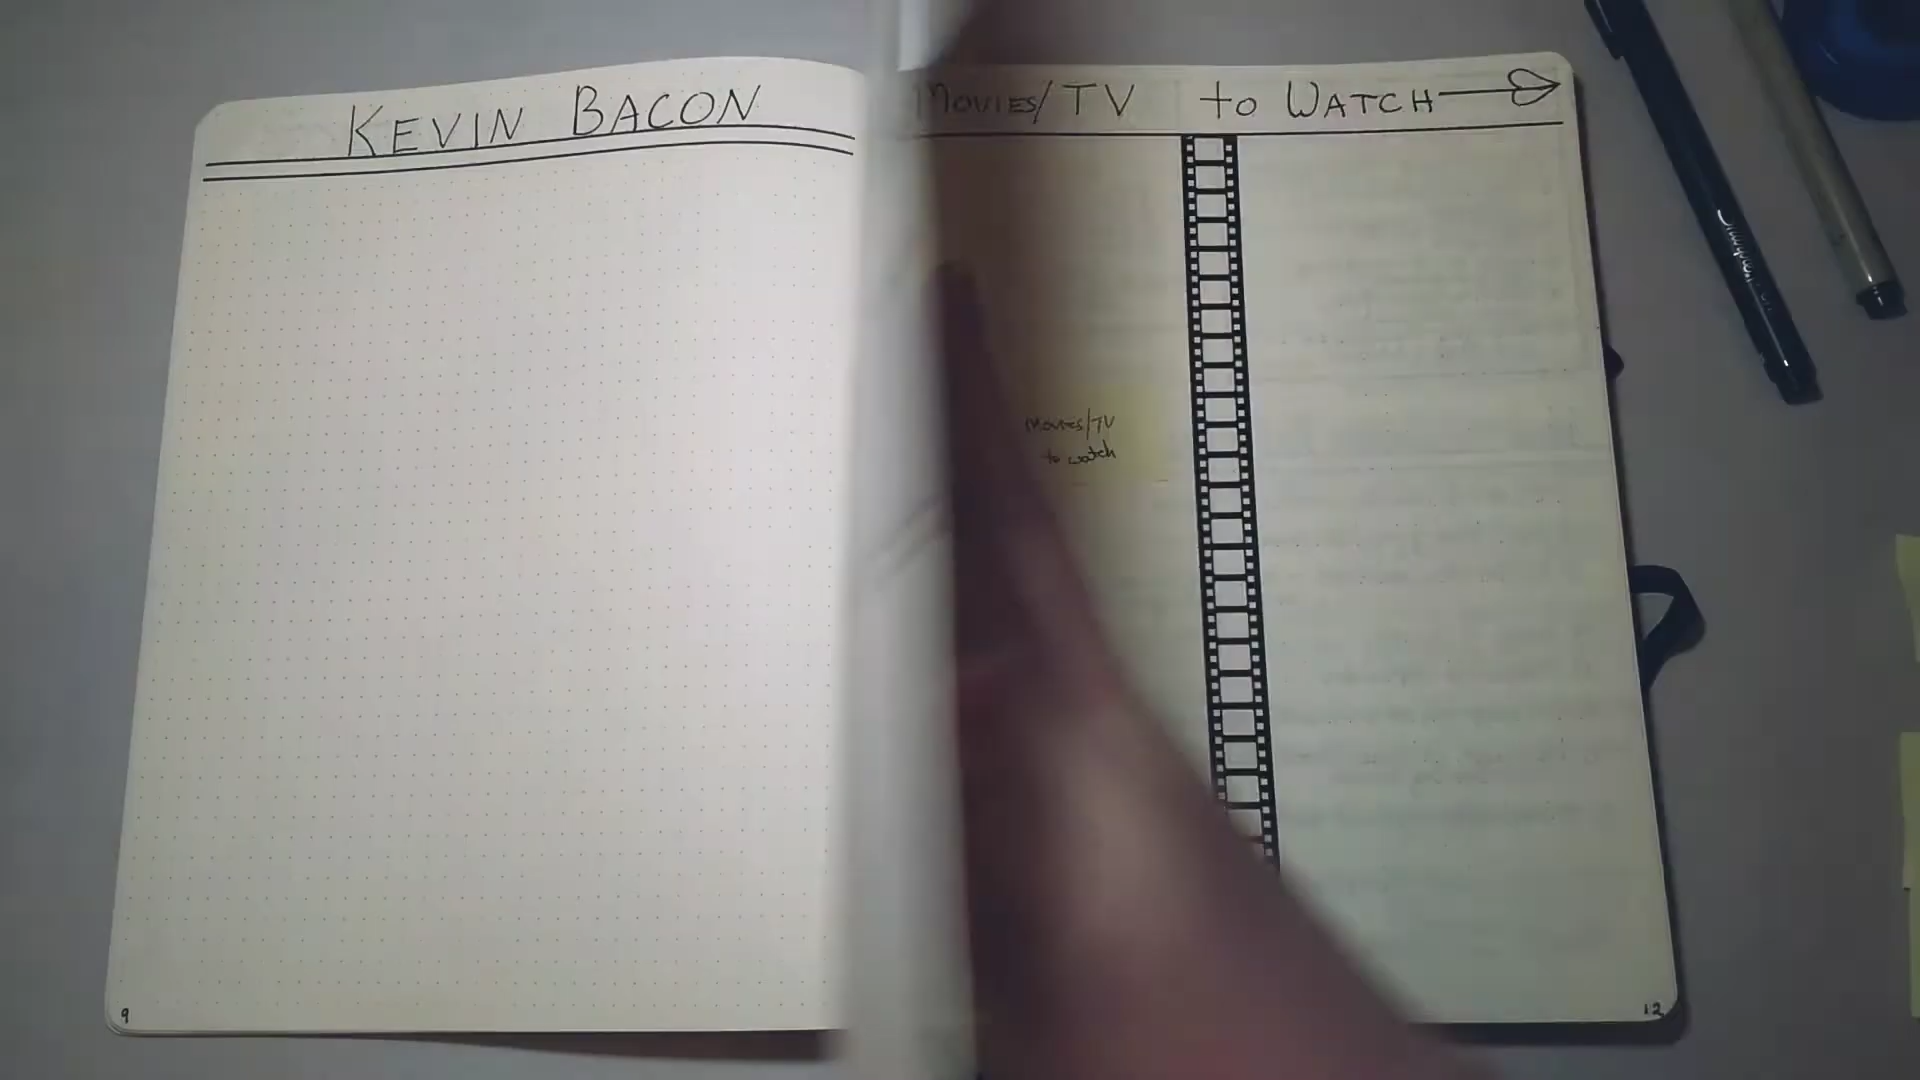 KEVIN BACON
MOVIES/TV to WATCH
Movies/TV
to watch
9
12